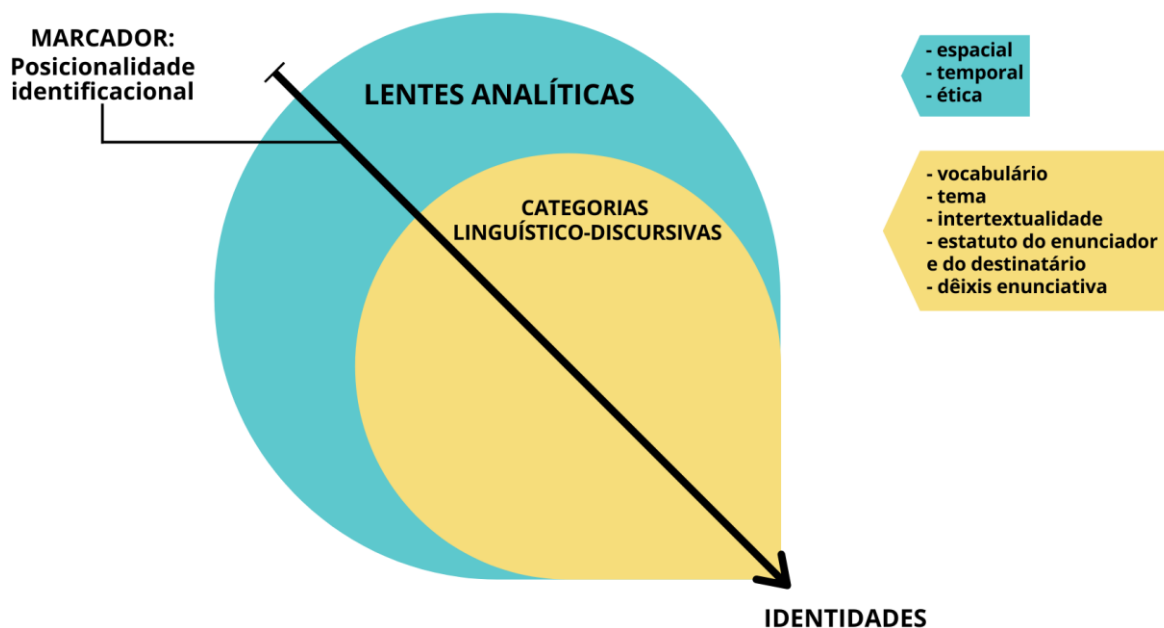 MARCADOR:
Posicionalidade
identificacional
LENTES ANALÍTICAS
CATEGORIAS
LINGUÍSTICO-DISCURSIVAS
- espacial
- temporal
- ética
- vocabulário
- tema
- intertextualidade
- estatuto do enunciador
e do destinatário
- dêixis enunciativa
IDENTIDADES